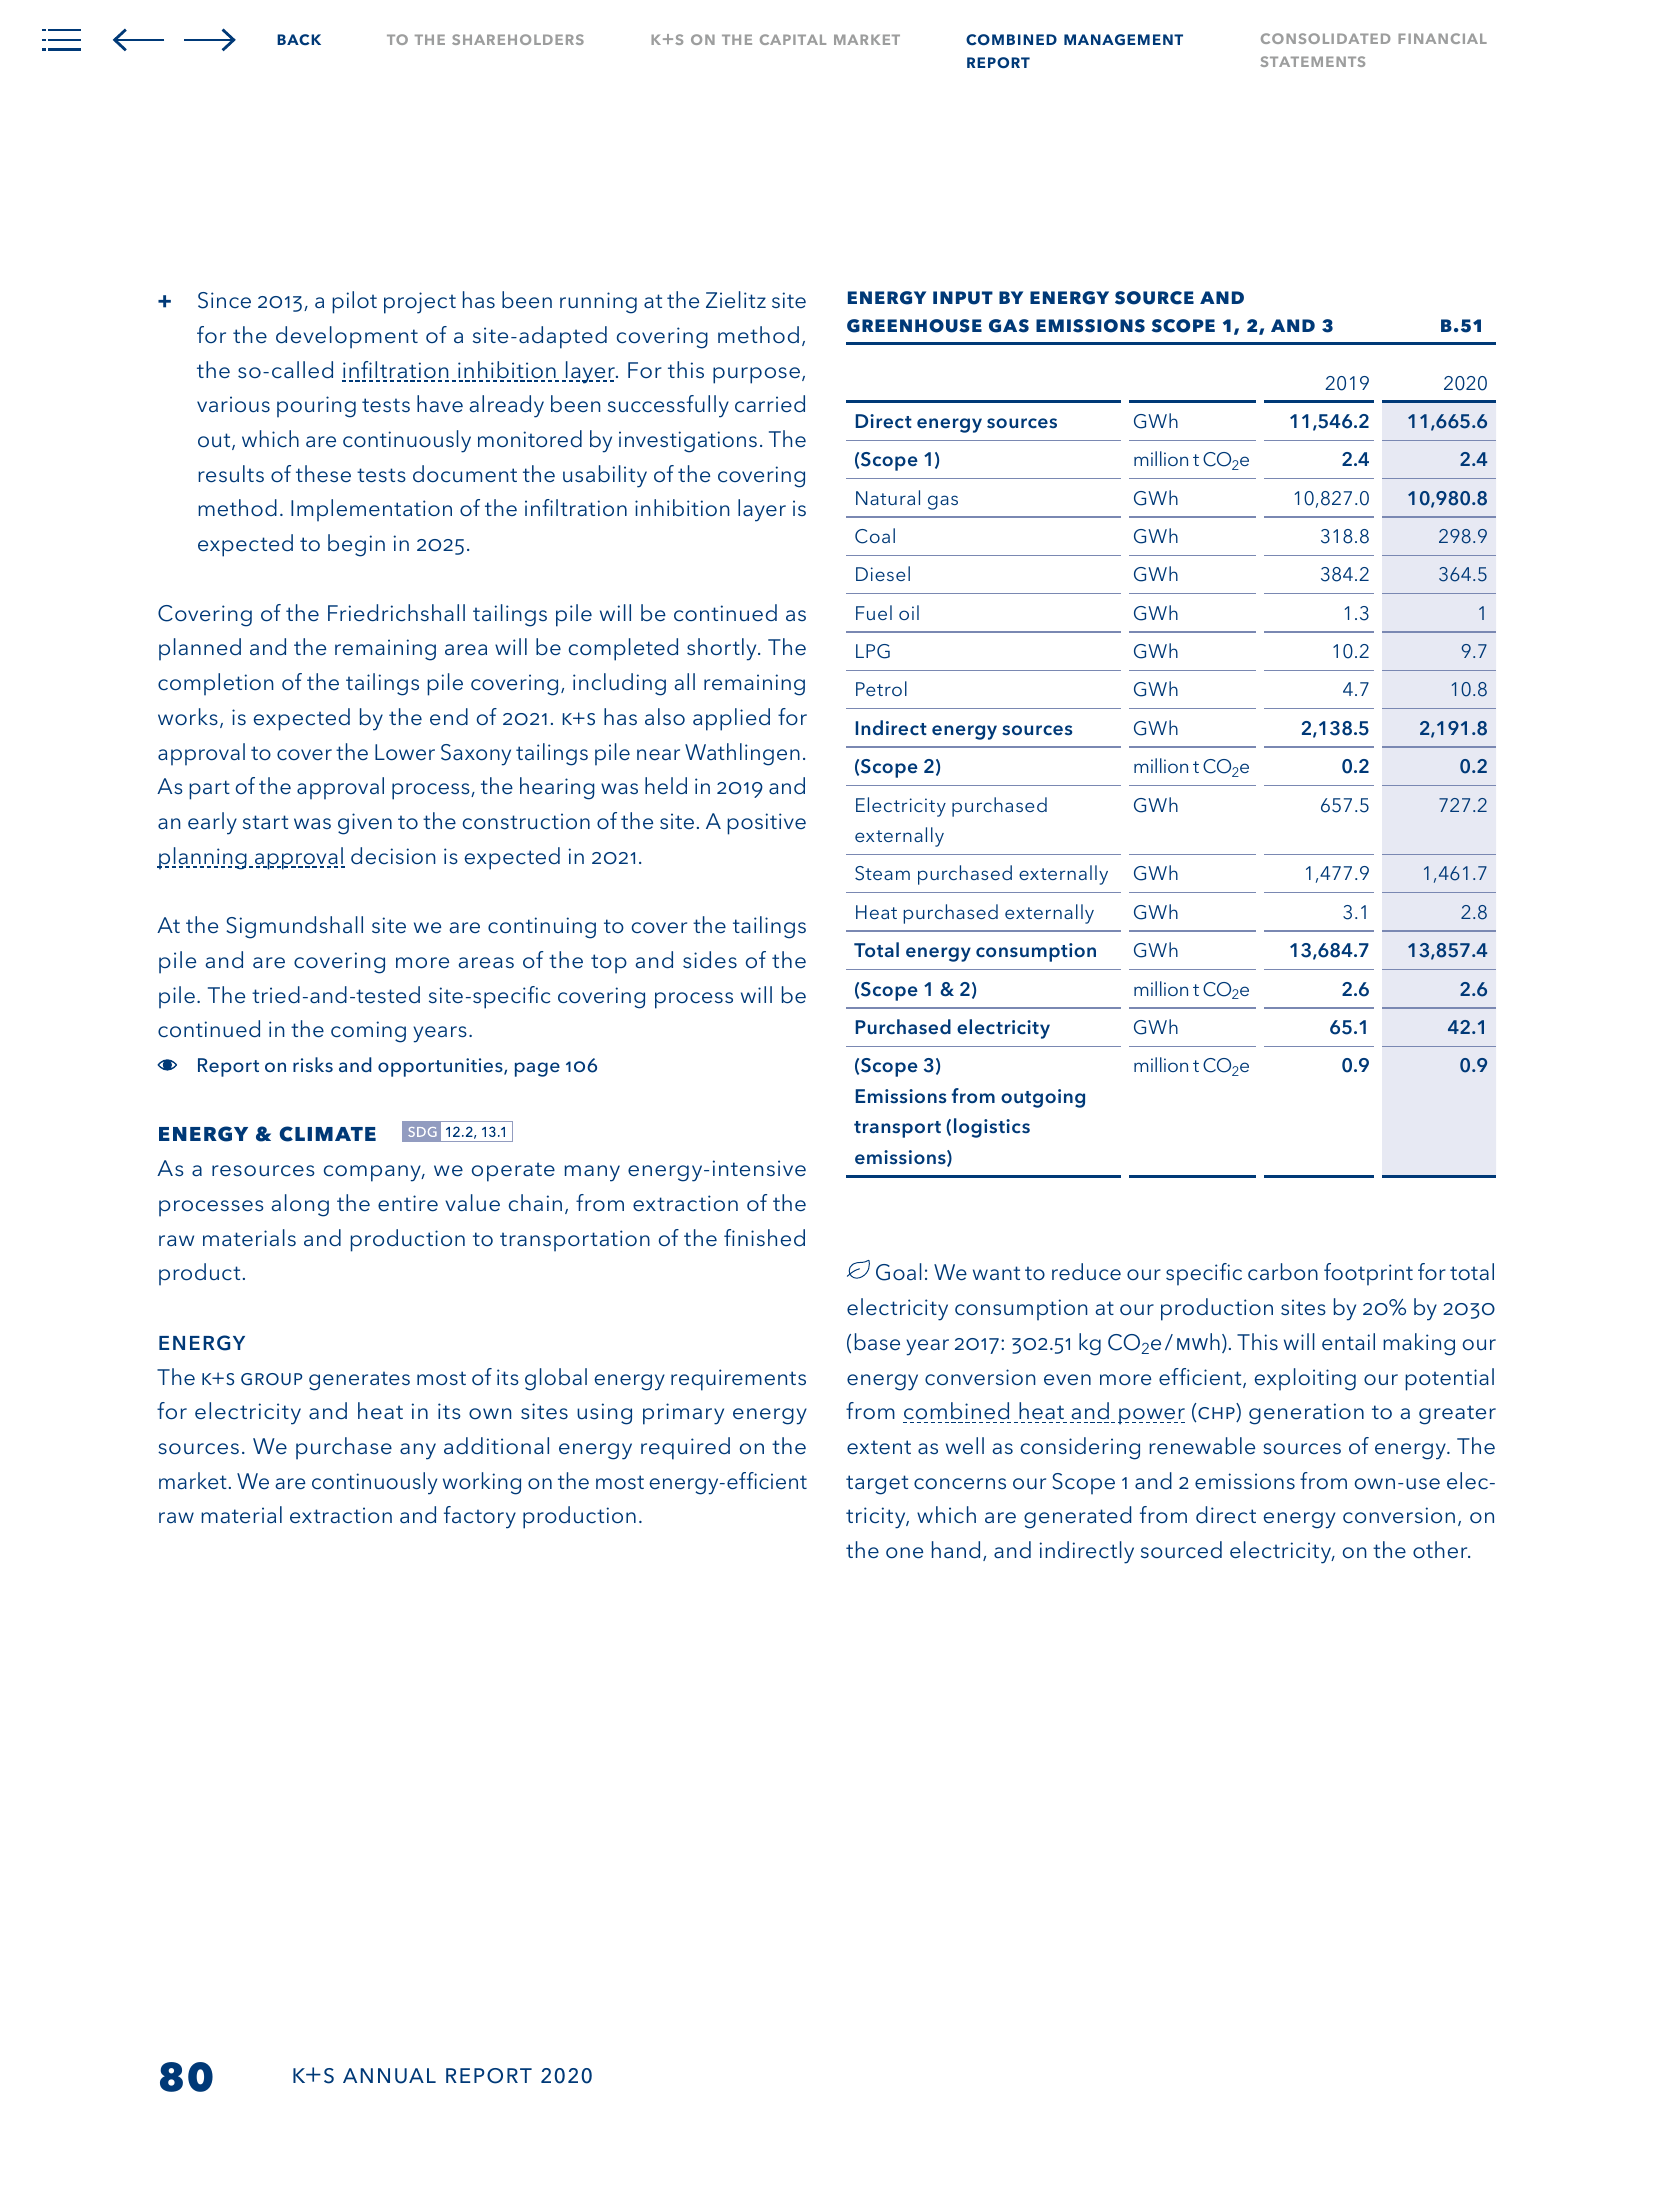 BACK
TO THE SHAREHOLDERS
K+S ON THE CAPITAL MARKET
COMBINED MANAGEMENT
REPORT
CONSOLIDATED FINANCIAL
STATEMENTS
+ Since 2013, a pilot project has been running at the Zielitz site
for the development of a site-adapted covering method,
the so-called infiltration inhibition layer. For this purpose,
various pouring tests have already been successfully carried
out, which are continuously monitored by investigations. The
results of these tests document the usability of the covering
method. Implementation of the infiltration inhibition layer is
expected to begin in 2025.
Covering of the Friedrichshall tailings pile will be continued as
planned and the remaining area will be completed shortly. The
completion of the tailings pile covering, including all remaining
works, is expected by the end of 2021. K+S has also applied for
approval to cover the Lower Saxony tailings pile near Wathlingen.
As part of the approval process, the hearing was held in 2019 and
an early start was given to the construction of the site. A positive
planning approval decision is expected in 2021.
At the Sigmundshall site we are continuing to cover the tailings
pile and are covering more areas of the top and sides of the
pile. The tried-and-tested site-specific covering process will be
continued in the coming years.
Report on risks and opportunities, page 106
ENERGY & CLIMATE SDG 12.2, 13.1
As a resources company, we operate many energy-intensive
processes along the entire value chain, from extraction of the
raw materials and production to transportation of the finished
product.
ENERGY
The K+S GROUP generates most of its global energy requirements
for electricity and heat in its own sites using primary energy
sources. We purchase any additional energy required on the
market. We are continuously working on the most energy-efficient
raw material extraction and factory production.
ENERGY INPUT BY ENERGY SOURCE AND
GREENHOUSE GAS EMISSIONS SCOPE 1, 2, AND 3 B.51
2019 2020
Direct energy sources GWh 11,546.2 11,665.6
(Scope 1) million t CO₂e 2.4 2.4
Natural gas GWh 10,827.0 10,980.8
Coal GWh 318.8 298.9
Diesel GWh 384.2 364.5
Fuel oil GWh 1.3 1
LPG GWh 10.2 9.7
Petrol GWh 4.7 10.8
Indirect energy sources GWh 2,138.5 2,191.8
(Scope 2) million t CO₂e 0.2 0.2
Electricity purchased GWh 657.5 727.2
externally
Steam purchased externally GWh 1,477.9 1,461.7
Heat purchased externally GWh 3.1 2.8
Total energy consumption GWh 13,684.7 13,857.4
(Scope 1 & 2) million t CO₂e 2.6 2.6
Purchased electricity GWh 65.1 42.1
(Scope 3) million t CO₂e 0.9 0.9
Emissions from outgoing
transport (logistics
emissions)
Goal: We want to reduce our specific carbon footprint for total
electricity consumption at our production sites by 20% by 2030
(base year 2017: 302.51 kg CO₂e / MWh). This will entail making our
energy conversion even more efficient, exploiting our potential
from combined heat and power (CHP) generation to a greater
extent as well as considering renewable sources of energy. The
target concerns our Scope 1 and 2 emissions from own-use elec-
tricity, which are generated from direct energy conversion, on
the one hand, and indirectly sourced electricity, on the other.
80 K+S ANNUAL REPORT 2020